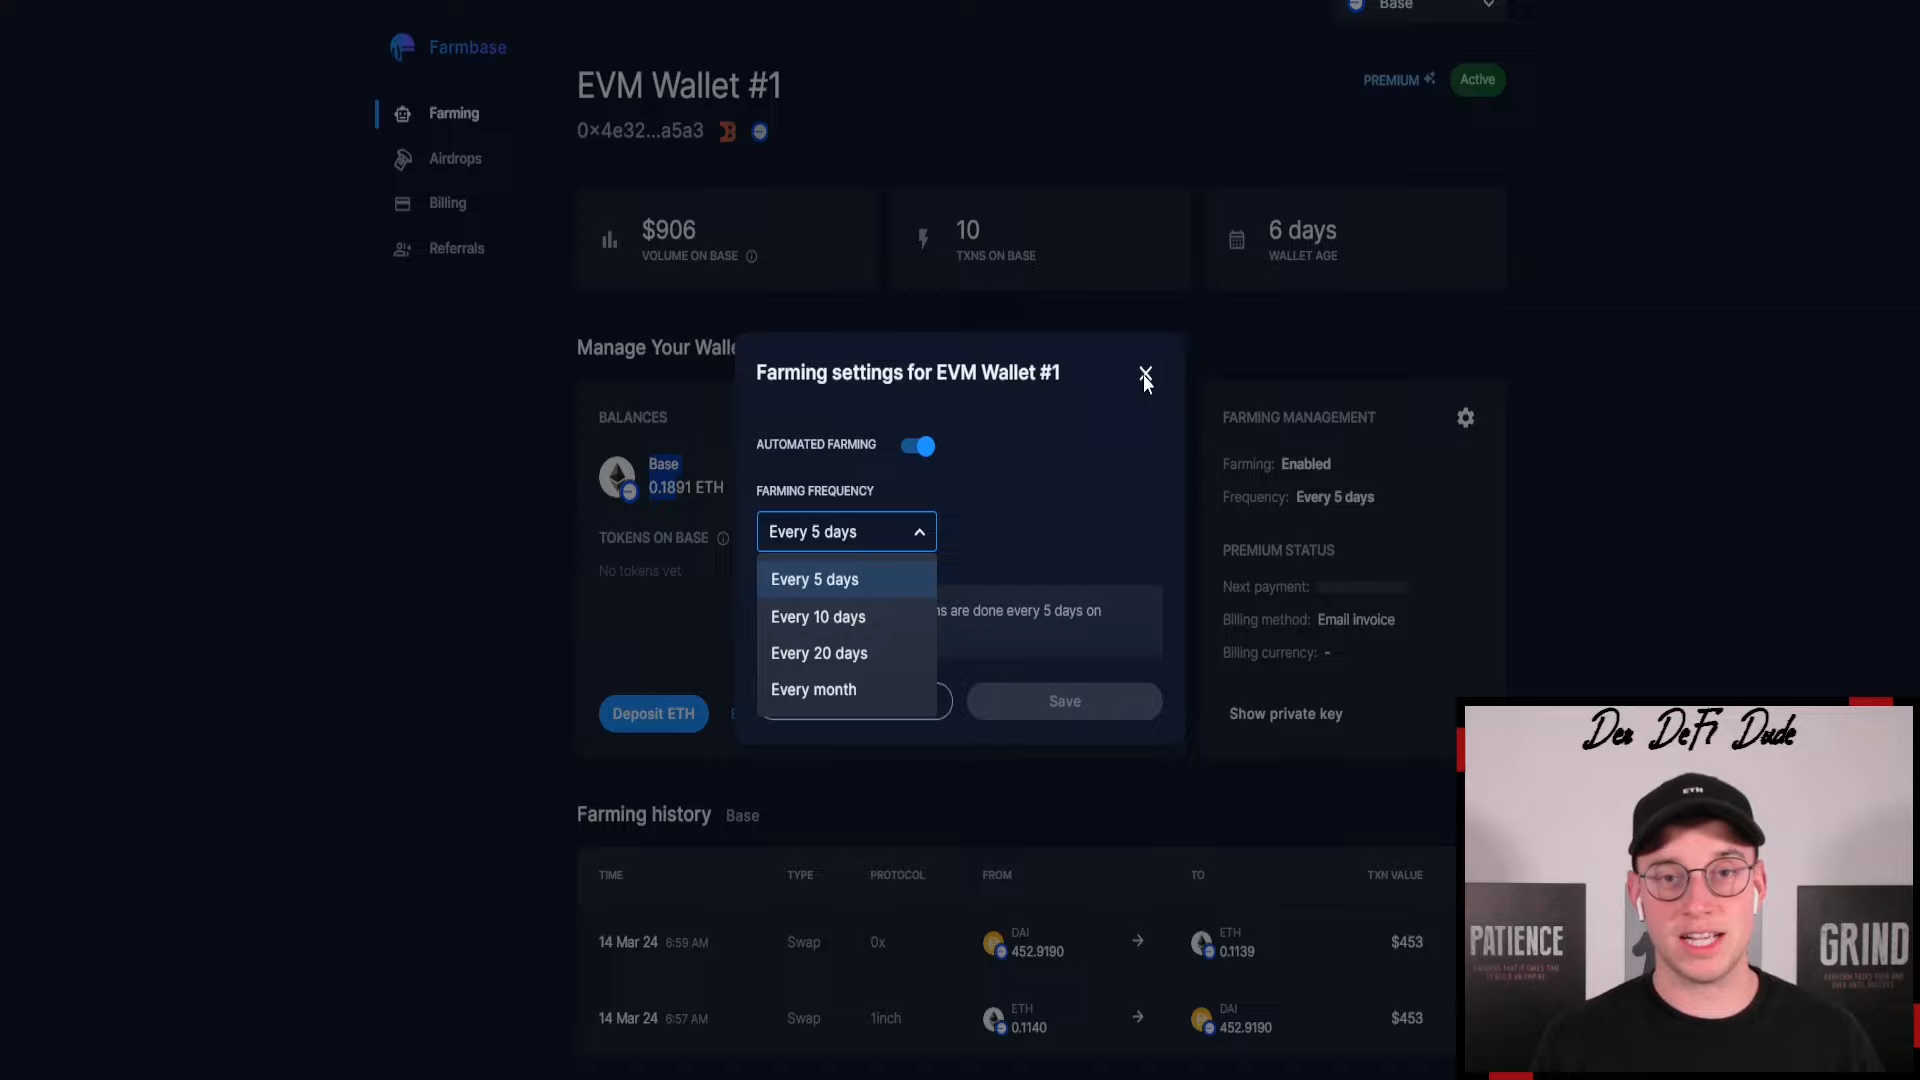 Base
Farmbase
EVM Wallet #1
PREMIUM
Active
0×4e32...a5a3
Farming
Airdrops
Billing
Referrals
$906
VOLUME ON BASE
10
TXNS ON BASE
6 days
WALLET AGE
Manage Your Walle
BALANCES
Base
0.1891 ETH
TOKENS ON BASE
No tokens yet
Deposit ETH
Farming settings for EVM Wallet #1
AUTOMATED FARMING
FARMING FREQUENCY
Every 5 days
Every 5 days
Every 10 days
Every 20 days
Every month
ns are done every 5 days on
Save
FARMING MANAGEMENT
Farming: Enabled
Frequency: Every 5 days
PREMIUM STATUS
Next payment:
Billing method: Email invoice
Billing currency: -
Show private key
Farming history Base
TIME TYPE PROTOCOL FROM TO TXN VALUE
14 Mar 24 6:59 AM Swap 0x DAI 452.9190 → ETH 0.1139 $453
14 Mar 24 6:57 AM Swap 1inch ETH 0.1140 → DAI 452.9190 $453
Dex DeFi Dude
ETH
PATIENCE
GRIND